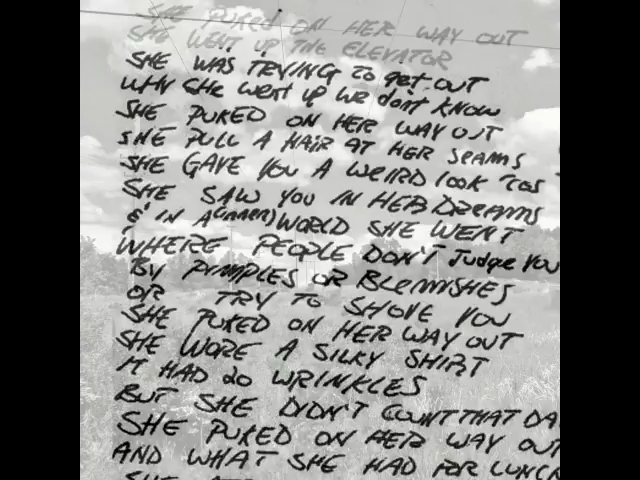 SHE PUKED ON HER WAY OUT
SHE WENT UP THE ELEVATOR
SHE WAS TRYING TO get OUT
WHY SHE WENT UP WE dont KNOW
SHE PUKED ON HER WAY OUT
SHE PULL A HAIR AT HER SEAMS
SHE GAVE YOU A WEIRD look 'COS
SHE SAW YOU IN HER DREAMS
& IN A WORLD SHE WENT
WHERE PEOPLE DON'T Judge YOU
BY PIMPLES OR BLEMISHES
OR TRY TO SHOVE YOU
SHE PUKED ON HER WAY OUT
SHE WORE A SILKY SHIRT
IT HAD 20 WRINKLES
BUT SHE DIDN'T COUNT THAT DA
SHE PUKED ON HER WAY OUT
AND WHAT SHE HAD FOR LUNCH
SHE